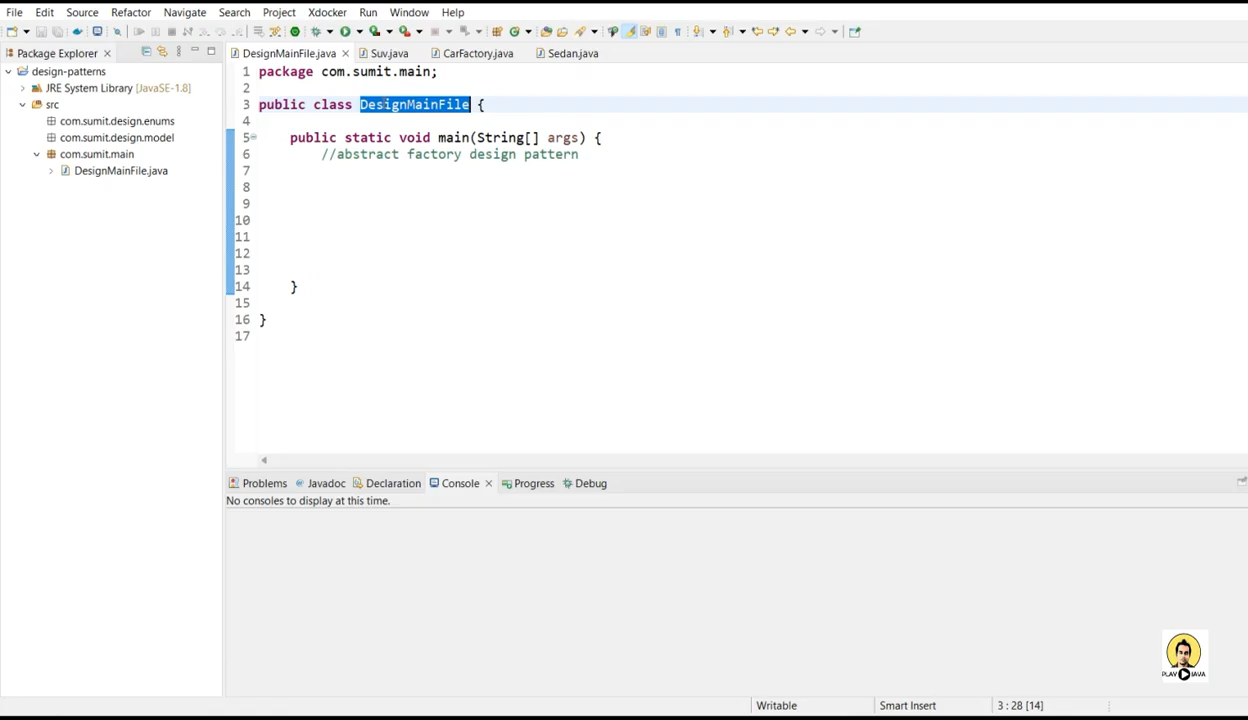 File Edit Source Refactor Navigate Search Project Xdocker Run Window Help
Package Explorer
DesignMainFile.java Suv.java CarFactory.java Sedan.java
design-patterns
JRE System Library [JavaSE-1.8]
src
com.sumit.design.enums
com.sumit.design.model
com.sumit.main
DesignMainFile.java
1 package com.sumit.main;
2
3 public class DesignMainFile {
4
5 public static void main(String[] args) {
6 //abstract factory design pattern
7
8
9
10
11
12
13
14 }
15
16 }
17
Problems Javadoc Declaration Console Progress Debug
No consoles to display at this time.
PLAY JAVA
Writable Smart Insert 3 : 28 [14]